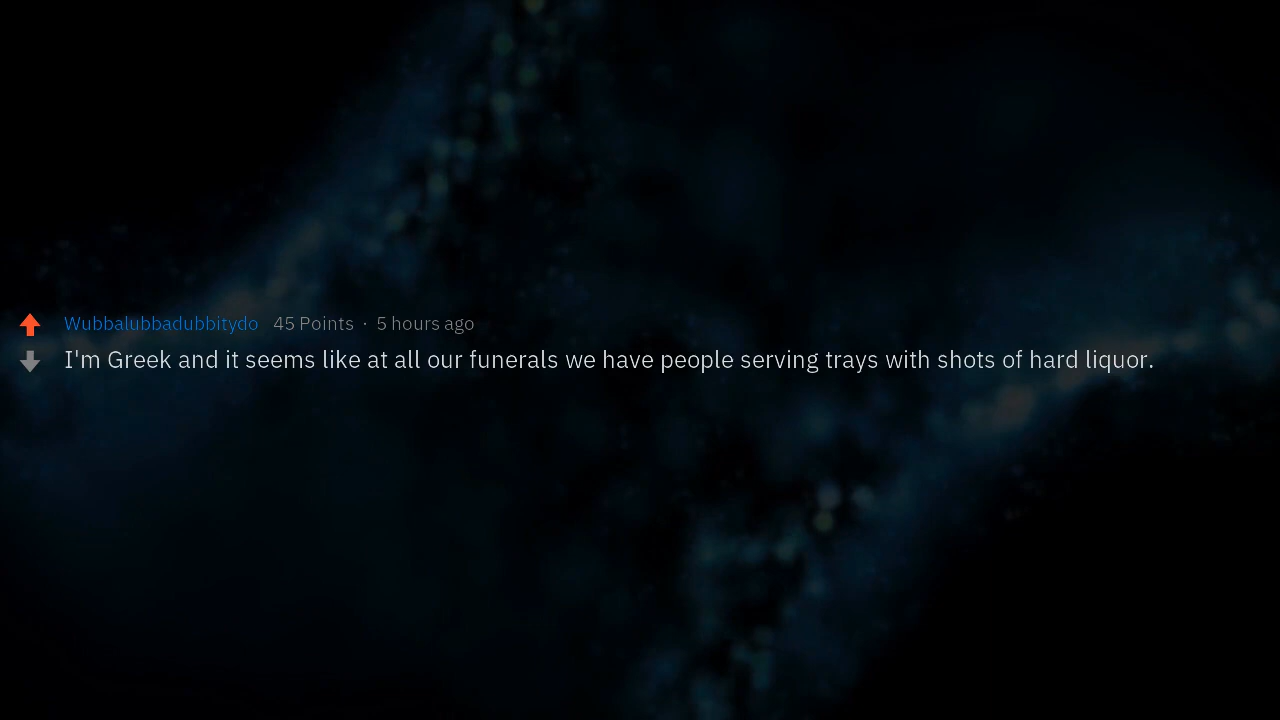 Wubbalubbadubbitydo 45 Points · 5 hours ago
I'm Greek and it seems like at all our funerals we have people serving trays with shots of hard liquor.